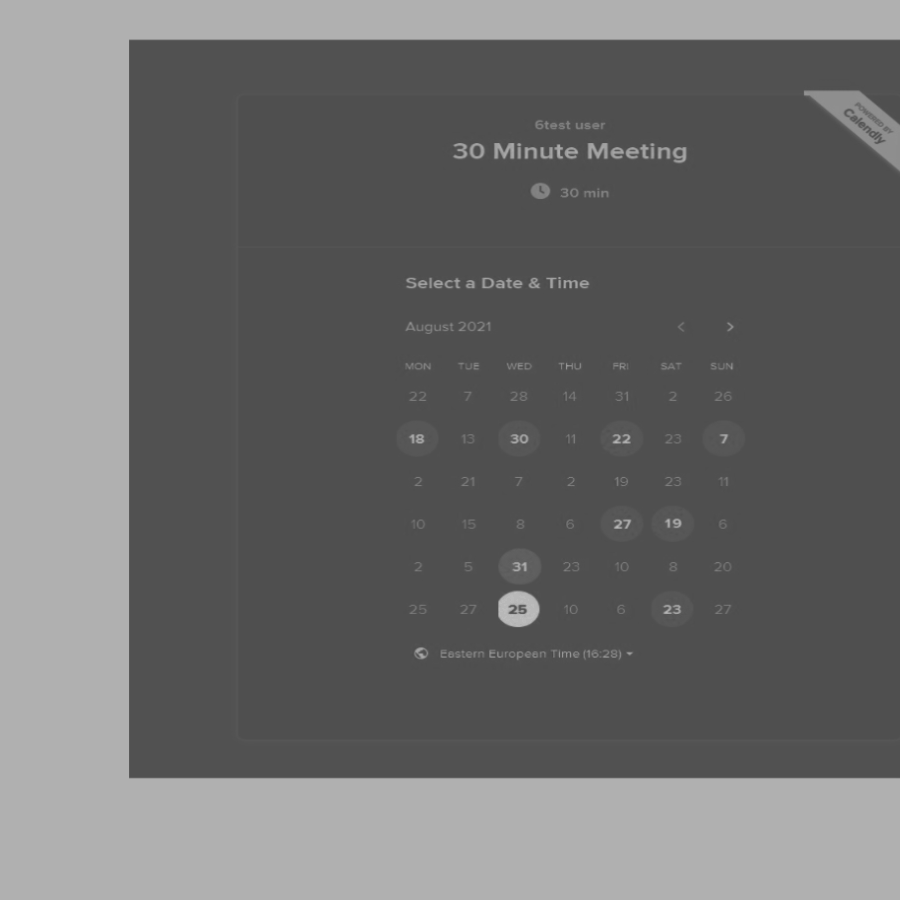 6test user
POWERED BY
Calendly
30 Minute Meeting
30 min
Select a Date & Time
August 2021
MON TUE WED THU FRI SAT SUN
22 7 28 14 31 2 26
18 13 30 11 22 23 7
2 21 7 2 19 23 11
10 15 8 6 27 19 6
2 5 31 23 10 8 20
25 27 25 10 6 23 27
Eastern European Time (16:28)